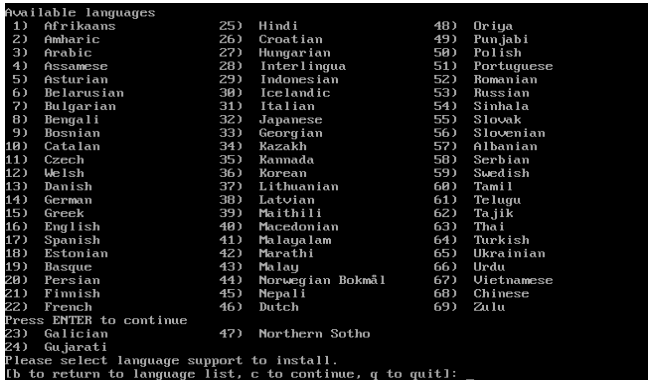 Available languages
1) Afrikaans 25) Hindi 48) Oriya
2) Amharic 26) Croatian 49) Punjabi
3) Arabic 27) Hungarian 50) Polish
4) Assamese 28) Interlingua 51) Portuguese
5) Asturian 29) Indonesian 52) Romanian
6) Belarusian 30) Icelandic 53) Russian
7) Bulgarian 31) Italian 54) Sinhala
8) Bengali 32) Japanese 55) Slovak
9) Bosnian 33) Georgian 56) Slovenian
10) Catalan 34) Kazakh 57) Albanian
11) Czech 35) Kannada 58) Serbian
12) Welsh 36) Korean 59) Swedish
13) Danish 37) Lithuanian 60) Tamil
14) German 38) Latvian 61) Telugu
15) Greek 39) Maithili 62) Tajik
16) English 40) Macedonian 63) Thai
17) Spanish 41) Malayalam 64) Turkish
18) Estonian 42) Marathi 65) Ukrainian
19) Basque 43) Malay 66) Urdu
20) Persian 44) Norwegian Bokmål 67) Vietnamese
21) Finnish 45) Nepali 68) Chinese
22) French 46) Dutch 69) Zulu
Press ENTER to continue
23) Galician 47) Northern Sotho
24) Gujarati
Please select language support to install.
[b to return to language list, c to continue, q to quit]: _